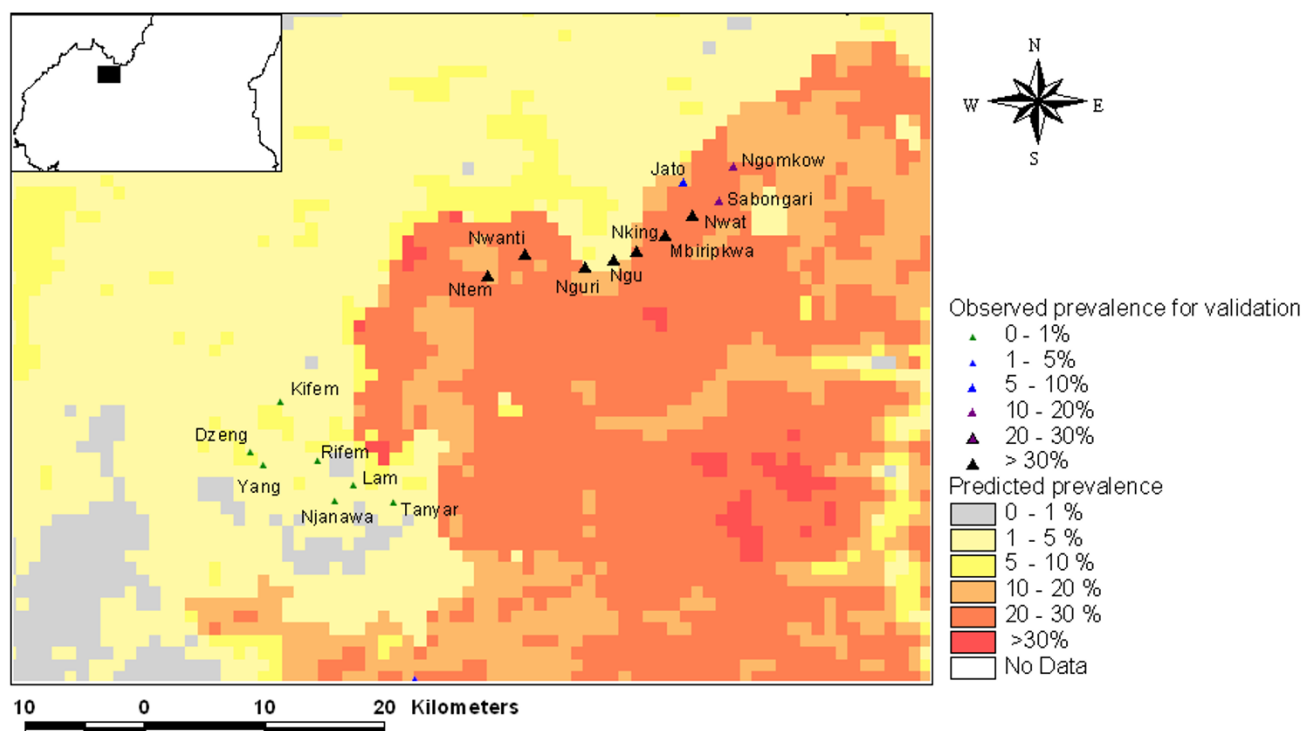 N
W E
S
Jato
Ngomkow
Sabongari
Nwat
Nking
Mbiripkwa
Nwanti
Ngu
Nguri
Ntem
Kifem
Dzeng
Rifem
Yang
Lam
Njanawa
Tanyar
Observed prevalence for validation
0 - 1%
1 - 5%
5 - 10%
10 - 20%
20 - 30%
> 30%
Predicted prevalence
0 - 1 %
1 - 5 %
5 - 10 %
10 - 20 %
20 - 30 %
>30%
No Data
10 0 10 20 Kilometers